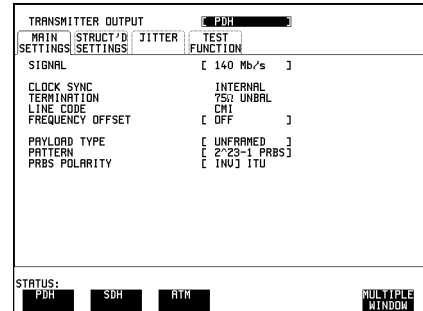 TRANSMITTER OUTPUT [ PDH ]
MAIN SETTINGS STRUCT'D SETTINGS JITTER TEST FUNCTION
SIGNAL [ 140 Mb/s ]
CLOCK SYNC INTERNAL
TERMINATION 75Ω UNBAL
LINE CODE CMI
FREQUENCY OFFSET [ OFF ]
PAYLOAD TYPE [ UNFRAMED ]
PATTERN [ 2^23-1 PRBS]
PRBS POLARITY [ INV] ITU
STATUS:
PDH SDH ATM MULTIPLE WINDOW